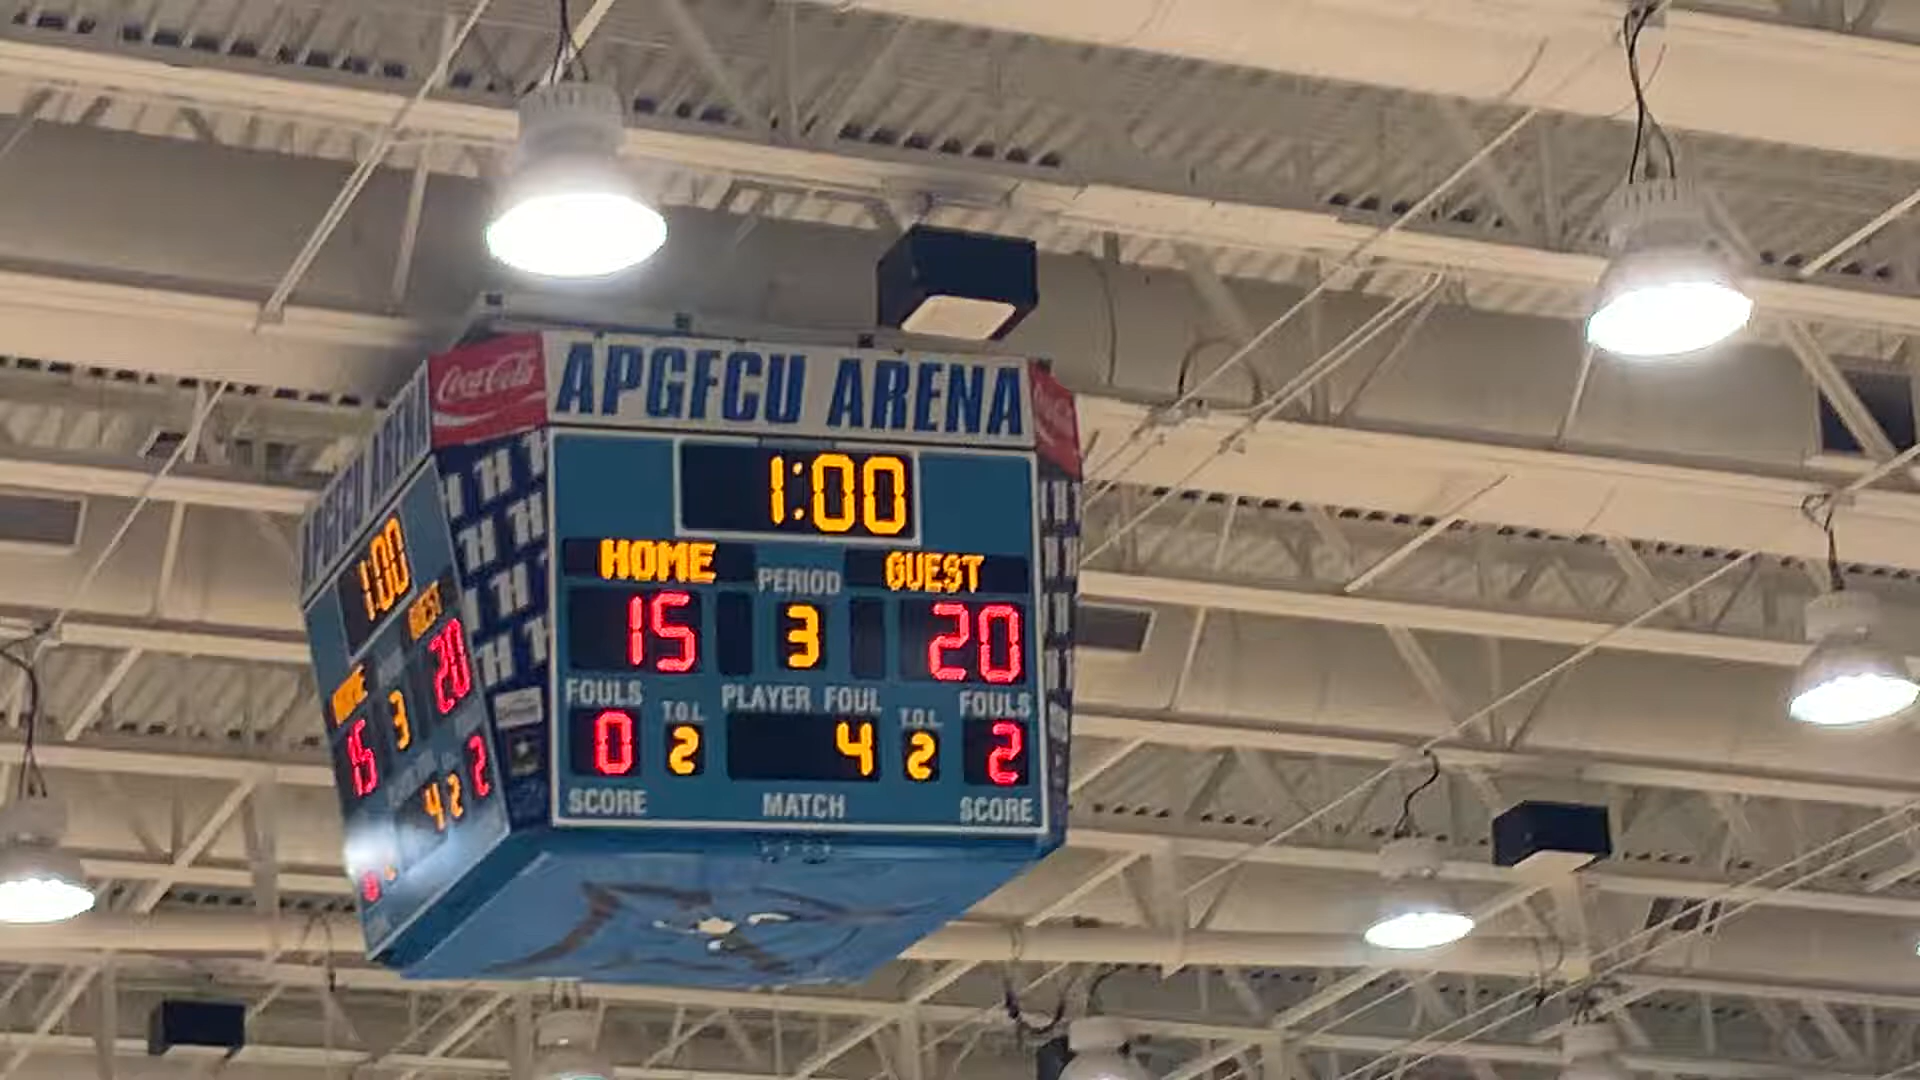 APGFCU ARENA
Coca-Cola
1:00
HOME PERIOD GUEST
15 3 20
FOULS T.O.L PLAYER FOUL T.O.L FOULS
0 2 4 2 2
SCORE MATCH SCORE
APGFCU ARENA
1:00
GUEST
HOME
15 3 20
4 2 2